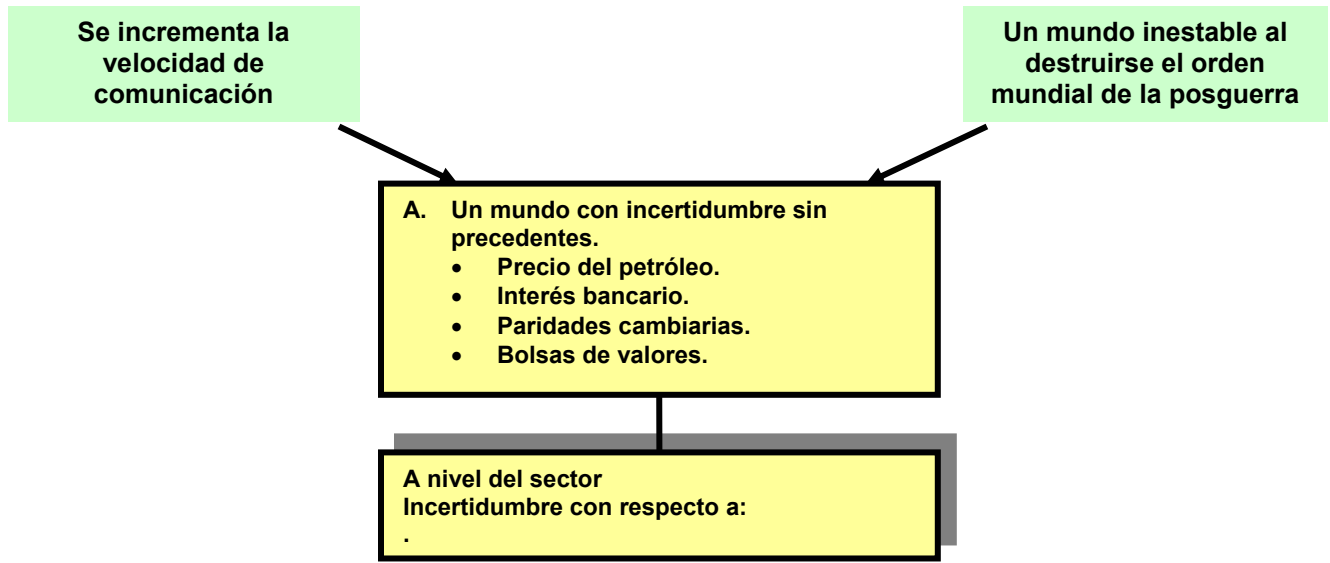 Se incrementa la
velocidad de
comunicación
Un mundo inestable al
destruirse el orden
mundial de la posguerra
A. Un mundo con incertidumbre sin
precedentes.
• Precio del petróleo.
• Interés bancario.
• Paridades cambiarias.
• Bolsas de valores.
A nivel del sector
Incertidumbre con respecto a:
.